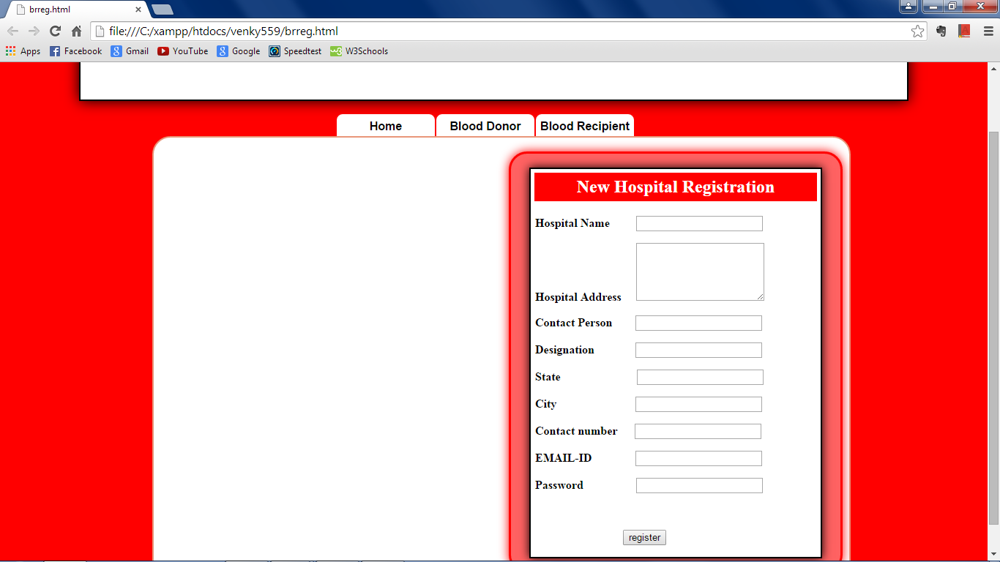 brreg.html
file:///C:/xampp/htdocs/venky559/brreg.html
Apps Facebook Gmail YouTube Google Speedtest W3Schools
Home Blood Donor Blood Recipient
New Hospital Registration
Hospital Name
Hospital Address
Contact Person
Designation
State
City
Contact number
EMAIL-ID
Password
register